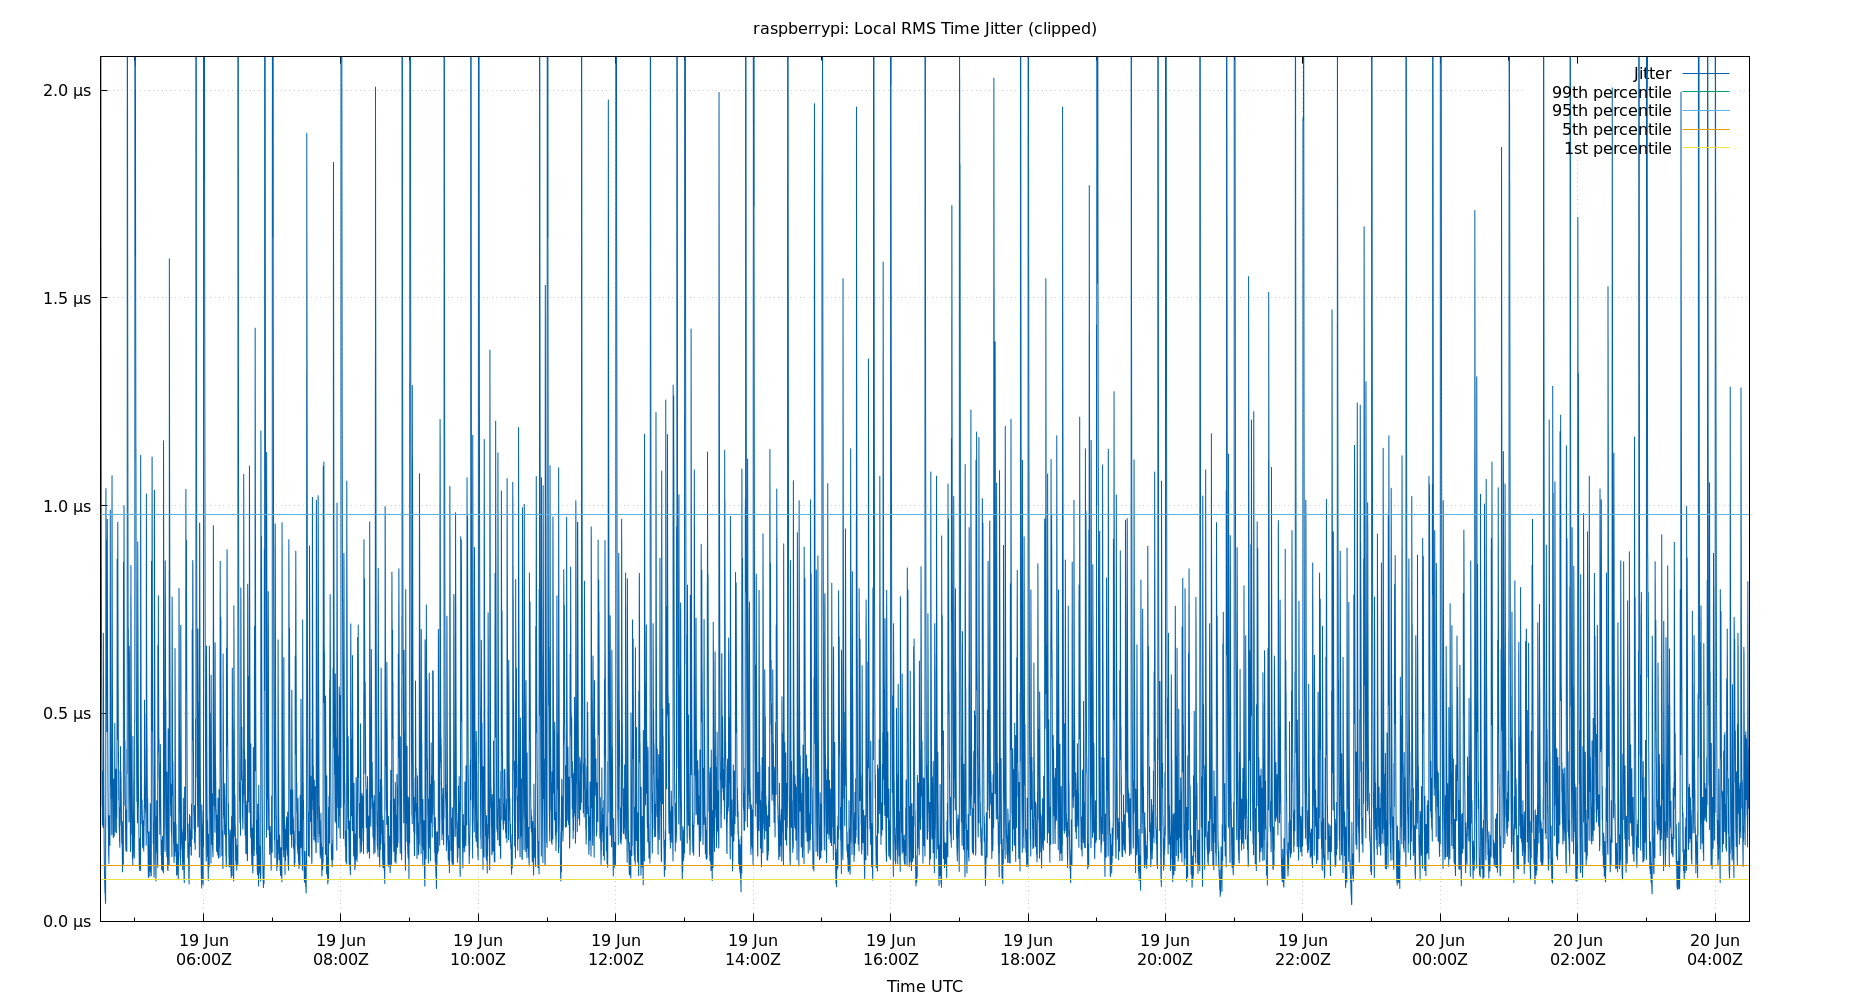 raspberrypi: Local RMS Time Jitter (clipped)
Jitter
99th percentile
95th percentile
5th percentile
1st percentile
2.0 µs
1.5 µs
1.0 µs
0.5 µs
0.0 µs
19 Jun 19 Jun 19 Jun 19 Jun 19 Jun 19 Jun 19 Jun 19 Jun 19 Jun 20 Jun 20 Jun 20 Jun
06:00Z 08:00Z 10:00Z 12:00Z 14:00Z 16:00Z 18:00Z 20:00Z 22:00Z 00:00Z 02:00Z 04:00Z
Time UTC